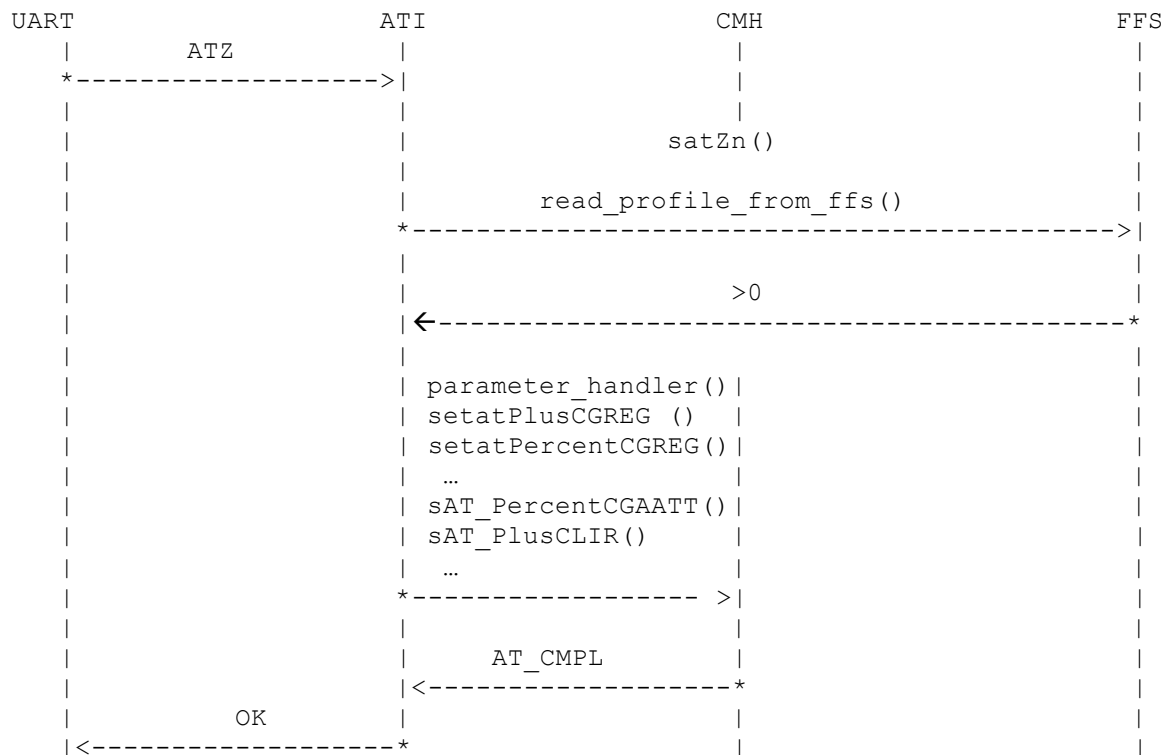 UART ATI CMH FFS
ATZ
satZn()
read_profile_from_ffs()
>0
parameter_handler()
setatPlusCGREG ()
setatPercentCGREG()
…
sAT_PercentCGAATT()
sAT_PlusCLIR()
…
AT_CMPL
OK